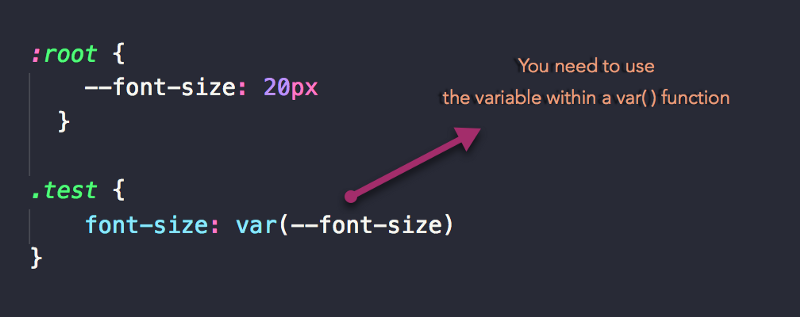 :root {
--font-size: 20px
}
.test {
font-size: var(--font-size)
}
You need to use
the variable within a var( ) function